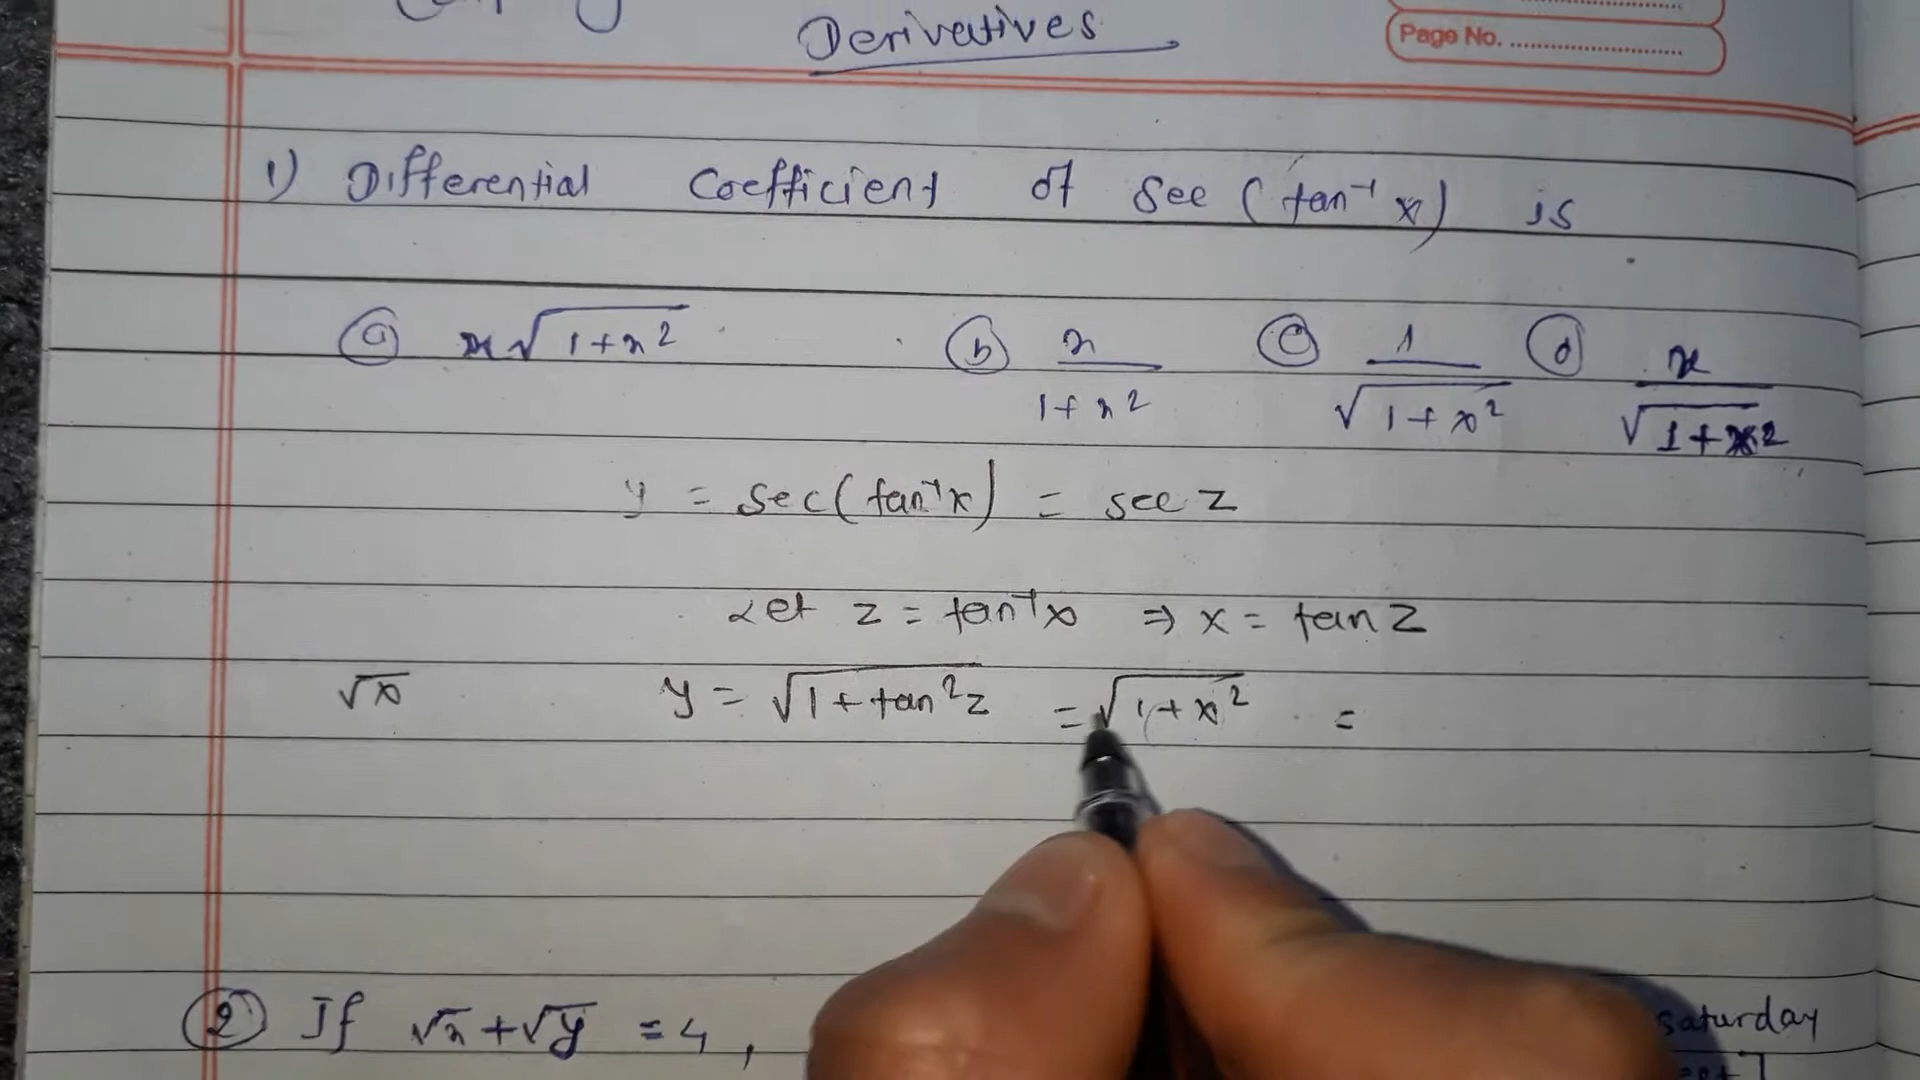 Derivatives
Page No.
1) Differential Coefficient of Sec (tan⁻¹ x) is
(a) x√(1+x²) (b) x/(1+x²) (c) 1/√(1+x²) (d) x/√(1+x²)
y = sec(tan⁻¹x) = sec z
Let z = tan⁻¹x ⇒ x = tan z
√x y = √(1+tan²z) = √(1+x²) =
(2) If √x+√y = 4, saturday